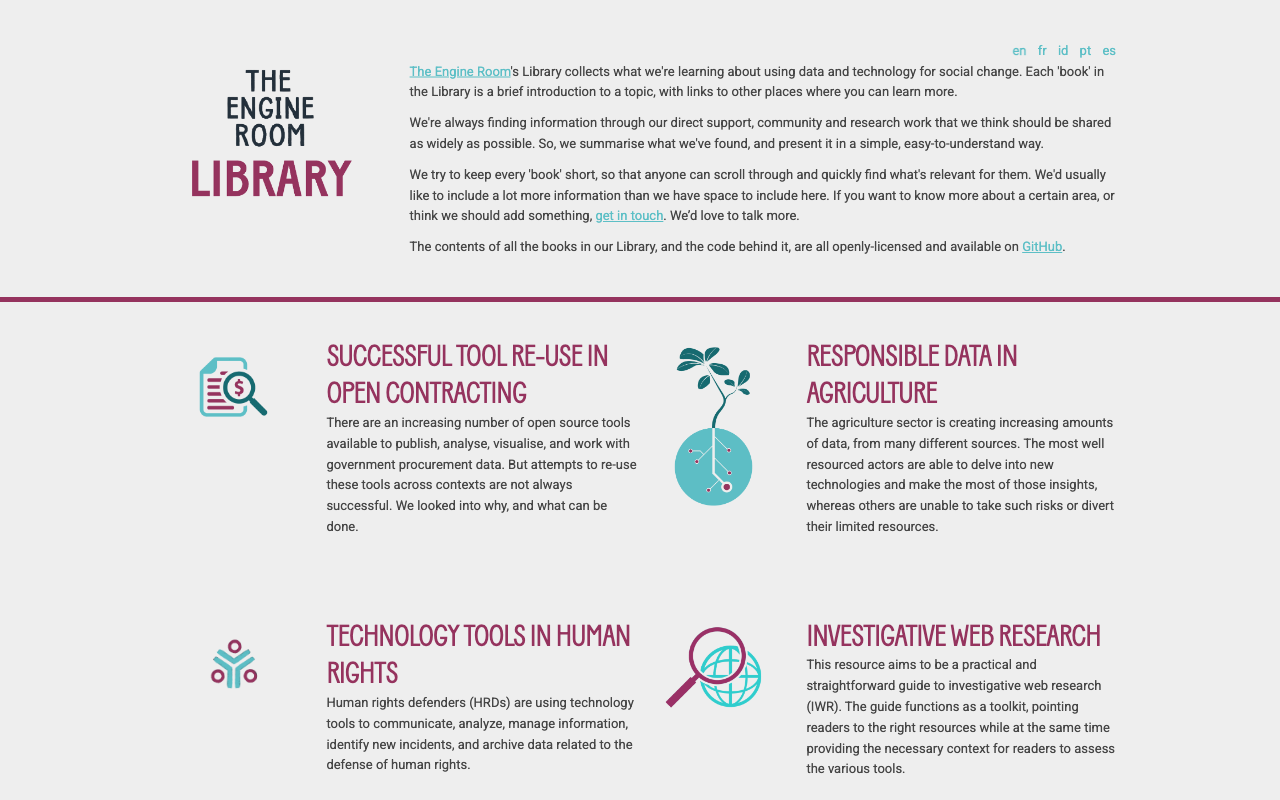 en fr id pt es
THE
ENGINE
ROOM
LIBRARY
The Engine Room's Library collects what we're learning about using data and technology for social change. Each 'book' in
the Library is a brief introduction to a topic, with links to other places where you can learn more.
We're always finding information through our direct support, community and research work that we think should be shared
as widely as possible. So, we summarise what we've found, and present it in a simple, easy-to-understand way.
We try to keep every 'book' short, so that anyone can scroll through and quickly find what's relevant for them. We'd usually
like to include a lot more information than we have space to include here. If you want to know more about a certain area, or
think we should add something, get in touch. We’d love to talk more.
The contents of all the books in our Library, and the code behind it, are all openly-licensed and available on GitHub.
SUCCESSFUL TOOL RE-USE IN
OPEN CONTRACTING
There are an increasing number of open source tools
available to publish, analyse, visualise, and work with
government procurement data. But attempts to re-use
these tools across contexts are not always
successful. We looked into why, and what can be
done.
RESPONSIBLE DATA IN
AGRICULTURE
The agriculture sector is creating increasing amounts
of data, from many different sources. The most well
resourced actors are able to delve into new
technologies and make the most of those insights,
whereas others are unable to take such risks or divert
their limited resources.
TECHNOLOGY TOOLS IN HUMAN
RIGHTS
Human rights defenders (HRDs) are using technology
tools to communicate, analyze, manage information,
identify new incidents, and archive data related to the
defense of human rights.
INVESTIGATIVE WEB RESEARCH
This resource aims to be a practical and
straightforward guide to investigative web research
(IWR). The guide functions as a toolkit, pointing
readers to the right resources while at the same time
providing the necessary context for readers to assess
the various tools.